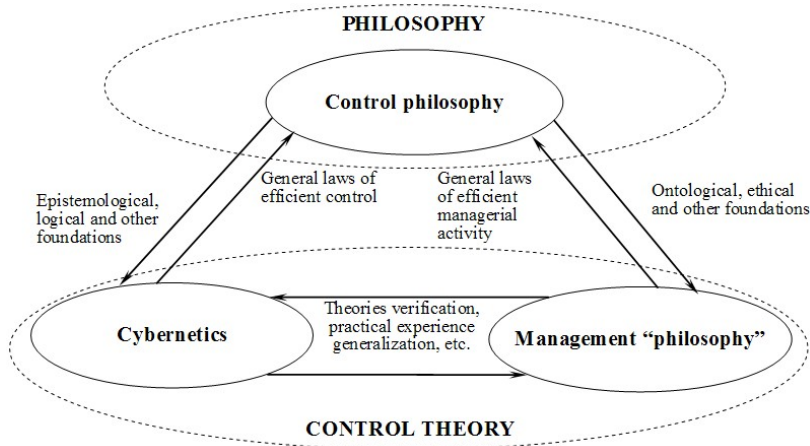 PHILOSOPHY
Control philosophy
General laws of
efficient control
General laws
of efficient
managerial
activity
Epistemological,
logical and other
foundations
Ontological, ethical
and other foundations
Cybernetics
Theories verification,
practical experience
generalization, etc.
Management “philosophy”
CONTROL THEORY